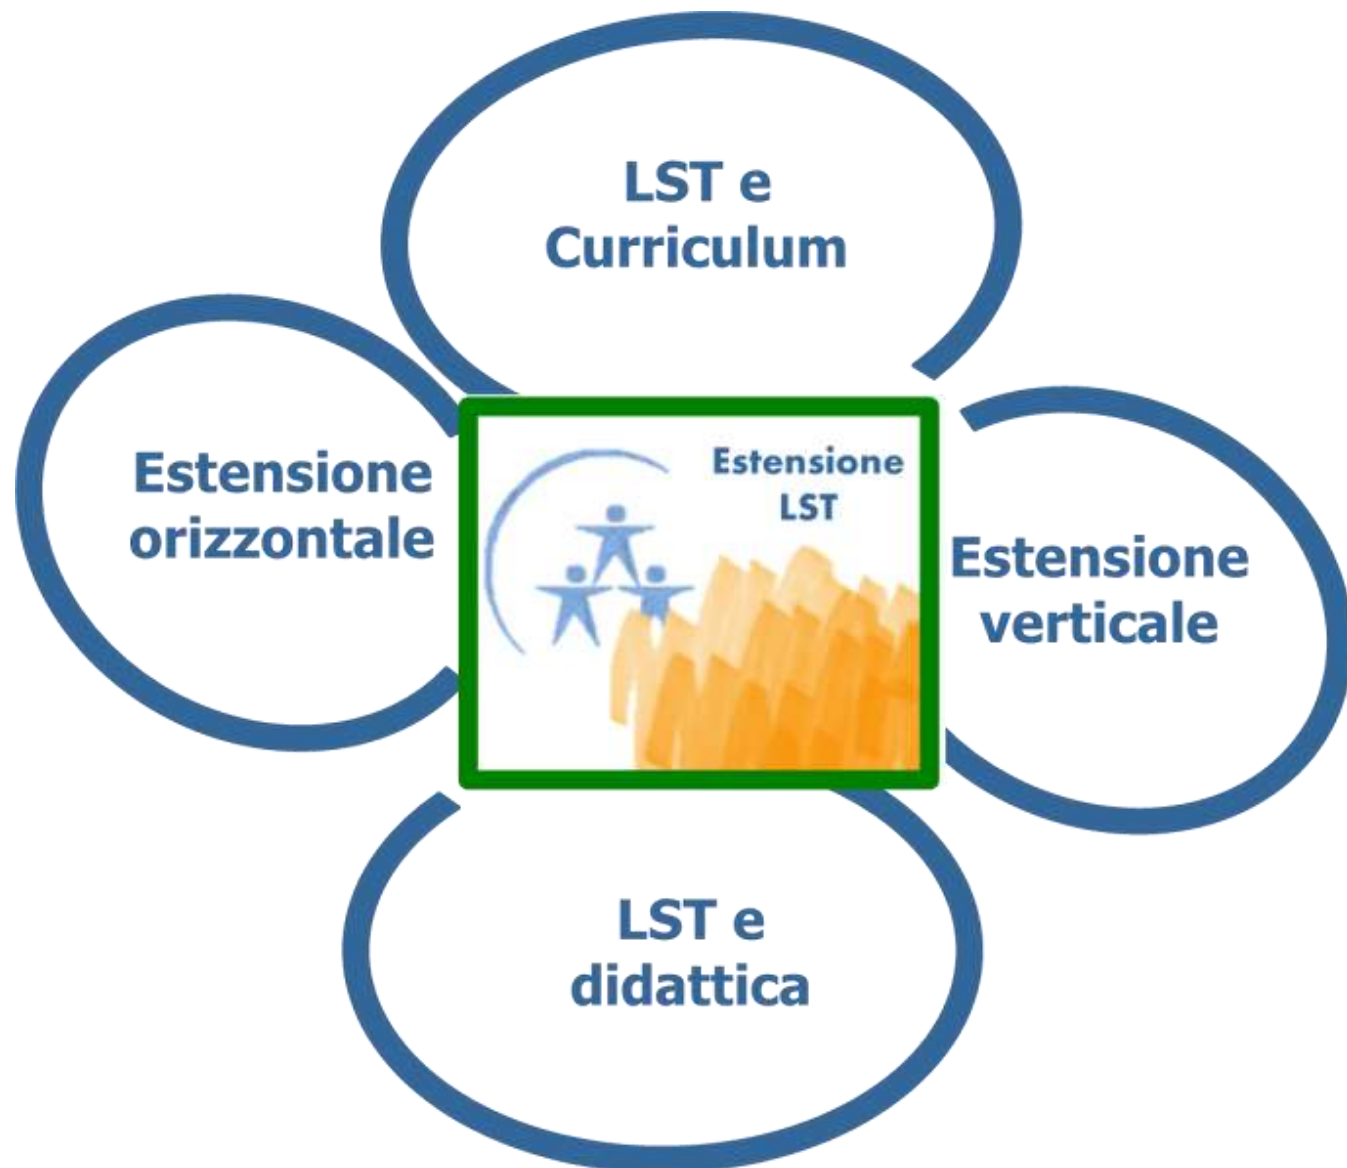 LST e
Curriculum
Estensione
orizzontale
Estensione
LST
Estensione
verticale
LST e
didattica